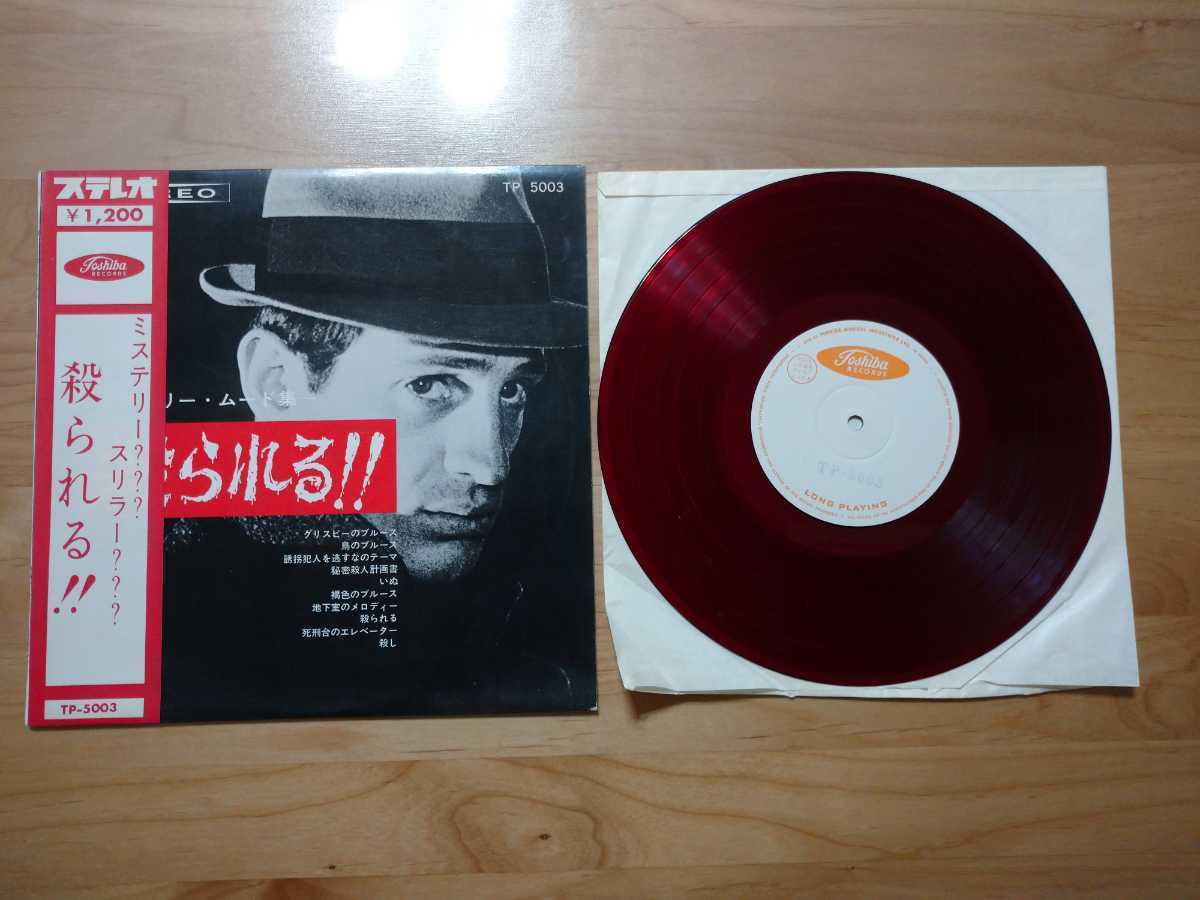 ステレオ
¥1,200
Toshiba
RECORDS
ミステリー???
スリラー???
殺られる!!
TP-5003
REO
TP 5003
リー・ムード集
られる!!
グリスビーのブルース
鳥のブルース
誘拐犯人を逃すなのテーマ
秘密殺人計画書
いぬ
褐色のブルース
地下室のメロディー
殺られる
死刑台のエレベーター
殺し
Toshiba
RECORDS
TP-5003
LONG PLAYING